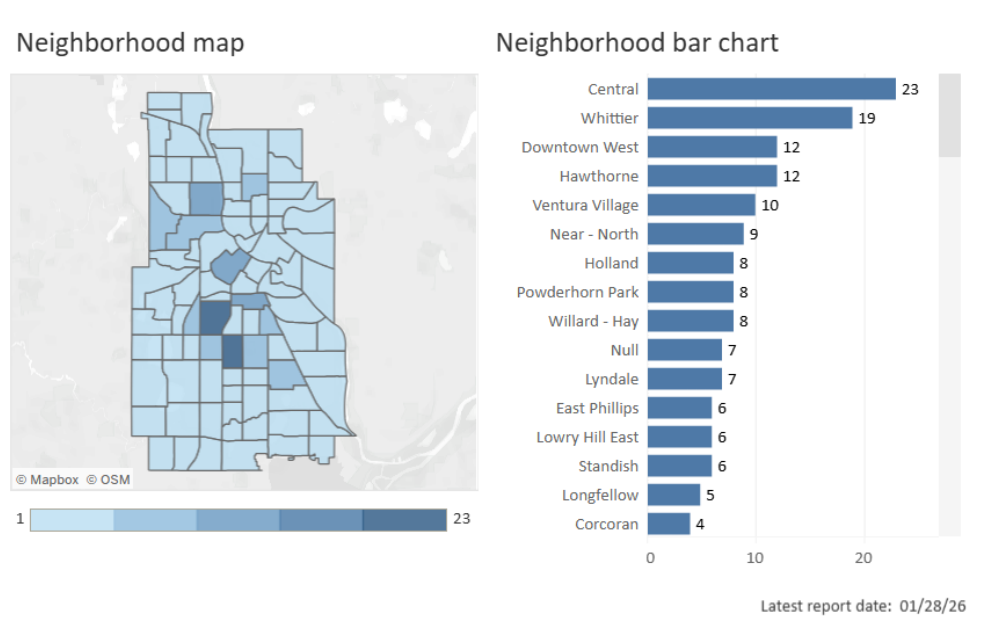 Neighborhood map
© Mapbox © OSM
1 23
Neighborhood bar chart
Central 23
Whittier 19
Downtown West 12
Hawthorne 12
Ventura Village 10
Near - North 9
Holland 8
Powderhorn Park 8
Willard - Hay 8
Null 7
Lyndale 7
East Phillips 6
Lowry Hill East 6
Standish 6
Longfellow 5
Corcoran 4
0 10 20
Latest report date: 01/28/26